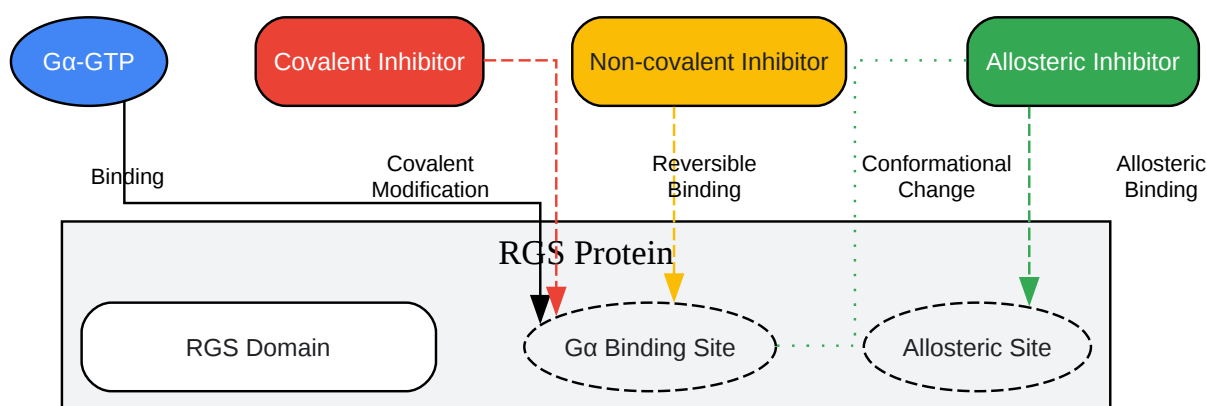 Gα-GTP
Covalent Inhibitor
Non-covalent Inhibitor
Allosteric Inhibitor
Binding
Covalent
Modification
Reversible
Binding
Conformational
Change
Allosteric
Binding
RGS Protein
RGS Domain
Gα Binding Site
Allosteric Site